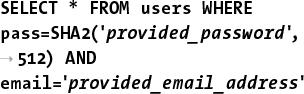 SELECT * FROM users WHERE
pass=SHA2('provided_password',
→512) AND
email='provided_email_address'